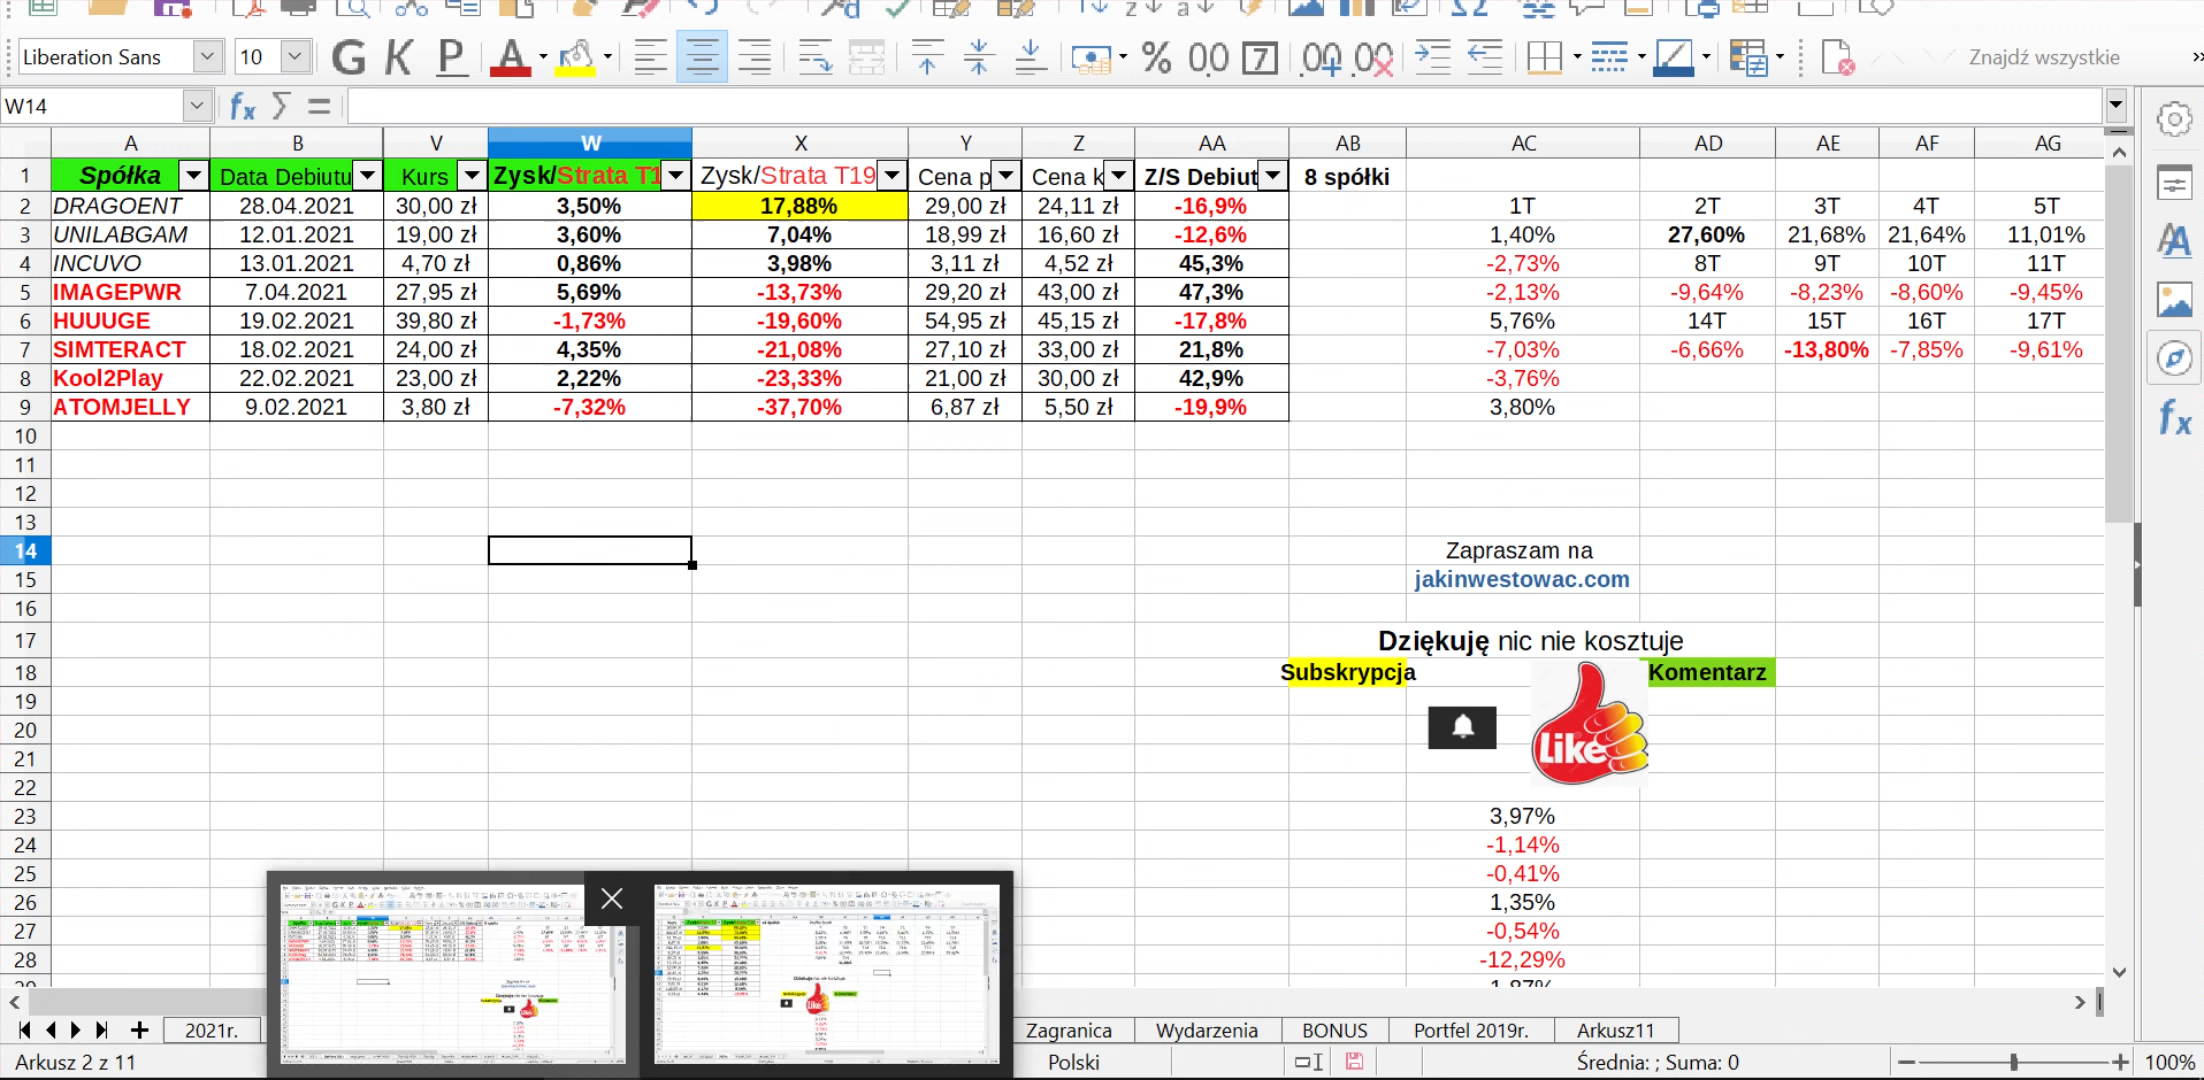 Liberation Sans 10 G K P A % 0,0 7 Znajdź wszystkie
W14 fx Σ =
A B V W X Y Z AA AB AC AD AE AF AG
1 Spółka Data Debiutu Kurs Zysk/Strata T1 Zysk/Strata T19 Cena p Cena k Z/S Debiut 8 spółki
2 DRAGOENT 28.04.2021 30,00 zł 3,50% 17,88% 29,00 zł 24,11 zł -16,9% 1T 2T 3T 4T 5T
3 UNILABGAM 12.01.2021 19,00 zł 3,60% 7,04% 18,99 zł 16,60 zł -12,6% 1,40% 27,60% 21,68% 21,64% 11,01%
4 INCUVO 13.01.2021 4,70 zł 0,86% 3,98% 3,11 zł 4,52 zł 45,3% -2,73% 8T 9T 10T 11T
5 IMAGEPWR 7.04.2021 27,95 zł 5,69% -13,73% 29,20 zł 43,00 zł 47,3% -2,13% -9,64% -8,23% -8,60% -9,45%
6 HUUUGE 19.02.2021 39,80 zł -1,73% -19,60% 54,95 zł 45,15 zł -17,8% 5,76% 14T 15T 16T 17T
7 SIMTERACT 18.02.2021 24,00 zł 4,35% -21,08% 27,10 zł 33,00 zł 21,8% -7,03% -6,66% -13,80% -7,85% -9,61%
8 Kool2Play 22.02.2021 23,00 zł 2,22% -23,33% 21,00 zł 30,00 zł 42,9% -3,76%
9 ATOMJELLY 9.02.2021 3,80 zł -7,32% -37,70% 6,87 zł 5,50 zł -19,9% 3,80%
10
11
12
13
14 Zapraszam na
15 jakinwestowac.com
16
17 Dziękuję nic nie kosztuje
18 Subskrypcja Komentarz
19
20
21 Like
22
23 3,97%
24 -1,14%
25 -0,41%
26 1,35%
27 -0,54%
28 -12,29%
2021r. Zagranica Wydarzenia BONUS Portfel 2019r. Arkusz11
Arkusz 2 z 11 Polski Średnia: ; Suma: 0 100%